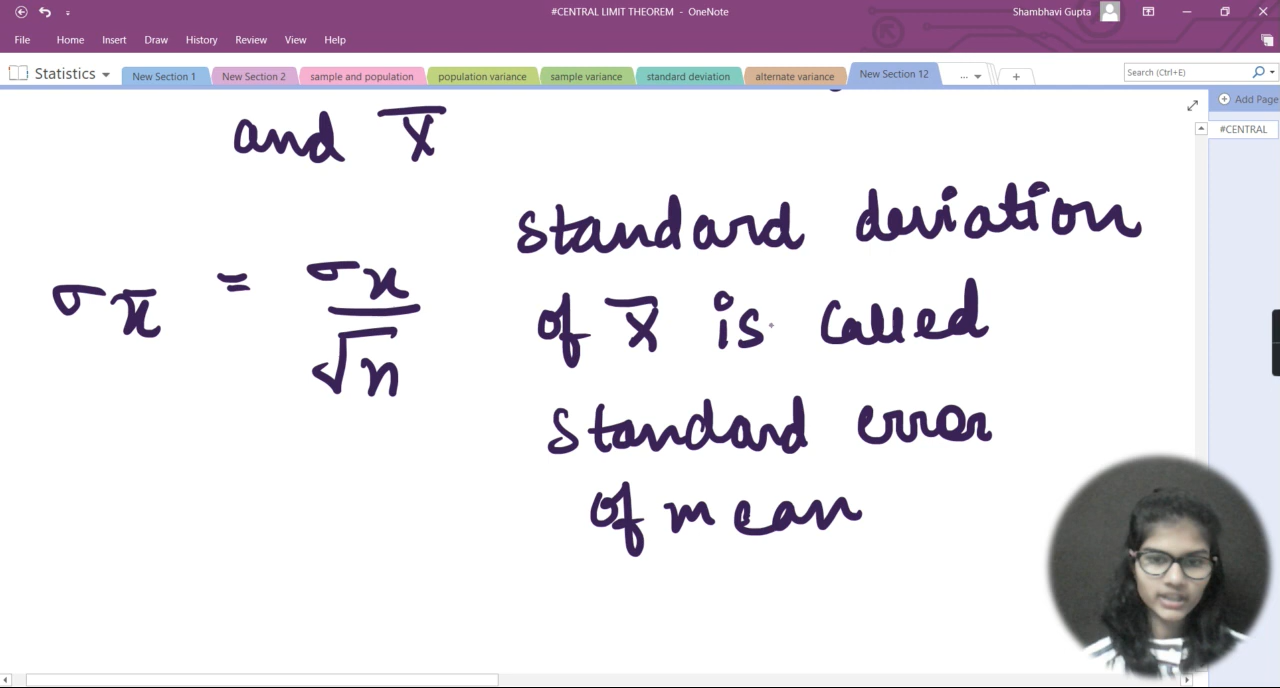 #CENTRAL LIMIT THEOREM - OneNote
Shambhavi Gupta
File Home Insert Draw History Review View Help
Statistics
New Section 1
New Section 2
sample and population
population variance
sample variance
standard deviation
alternate variance
New Section 12
...
Search (Ctrl+E)
Add Page
#CENTRAL
and X̅
standard deviation
σx̅ = σx / √n
of X̅ is called
standard error
of mean